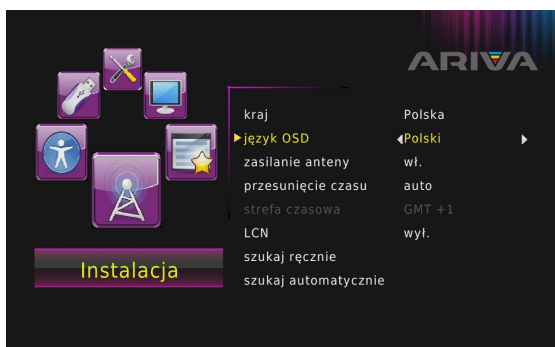 ARIVA
kraj Polska
język OSD Polski
zasilanie anteny wł.
przesunięcie czasu auto
strefa czasowa GMT +1
LCN wył.
szukaj ręcznie
szukaj automatycznie
Instalacja